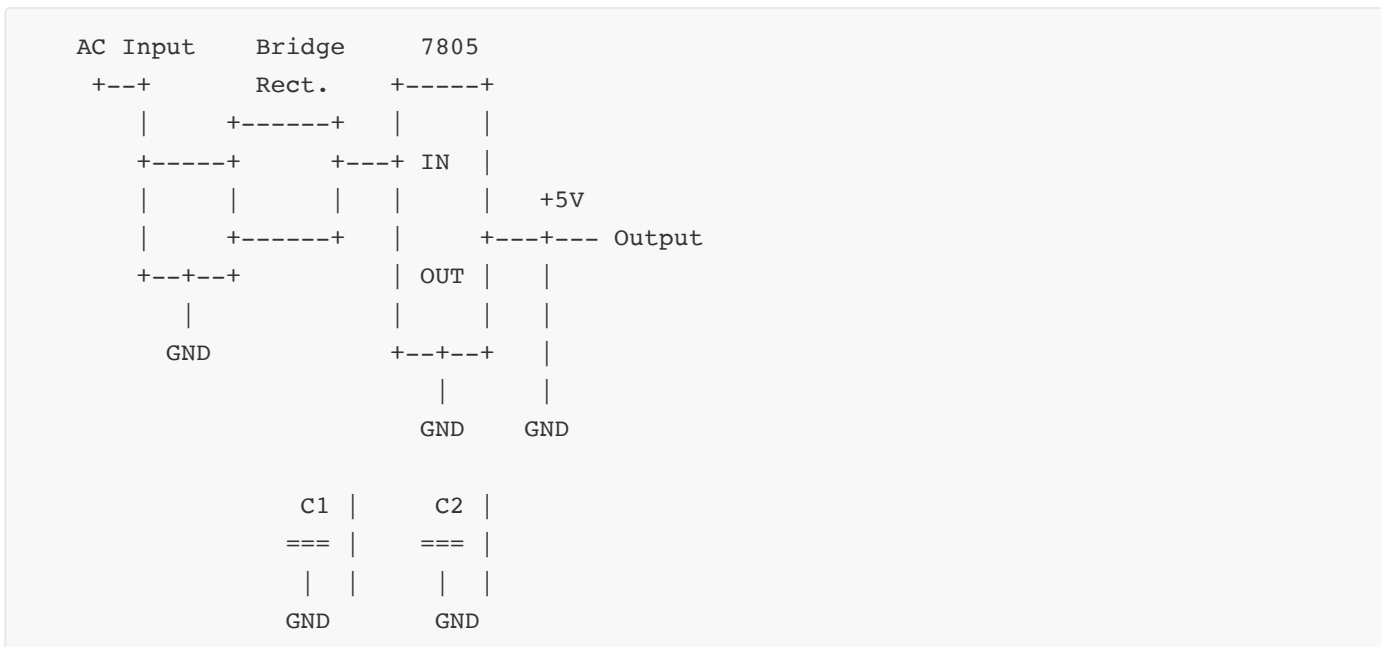 AC Input    Bridge     7805
 +--+       Rect.    +-----+
    |     +------+   |     |
    +-----+      +---+ IN  |
    |     |      |   |     |   +5V
    |     +------+   |     +---+--- Output
    +--+--+          | OUT |   |
       |             |     |   |
      GND            +--+--+   |
                        |      |
                       GND    GND
              C1 |     C2 |
             === |    === |
              |  |     |  |
             GND       GND